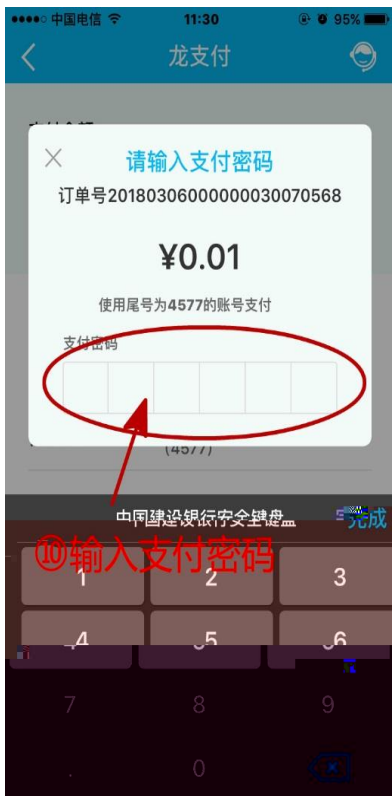 中国电信 11:30 95%
龙支付
×
请输入支付密码
订单号20180306000000030070568
¥0.01
使用尾号为4577的账号支付
支付密码
(4577)
中国建设银行安全键盘 完成
⑩输入支付密码
1 2 3
4 5 6
7 8 9
. 0